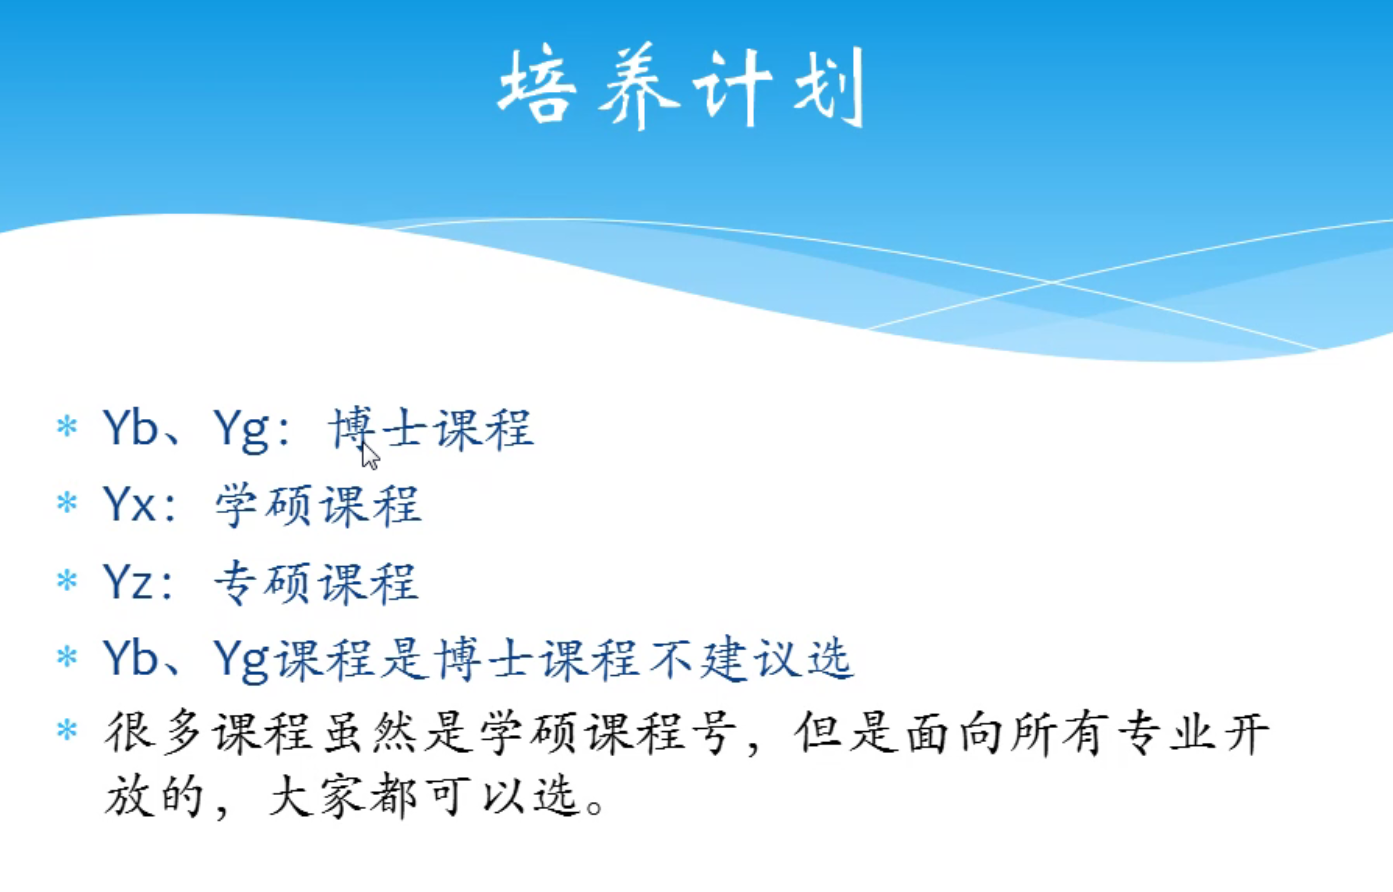 培养计划
* Yb、Yg：博士课程
* Yx：学硕课程
* Yz：专硕课程
* Yb、Yg课程是博士课程不建议选
* 很多课程虽然是学硕课程号，但是面向所有专业开
放的，大家都可以选。